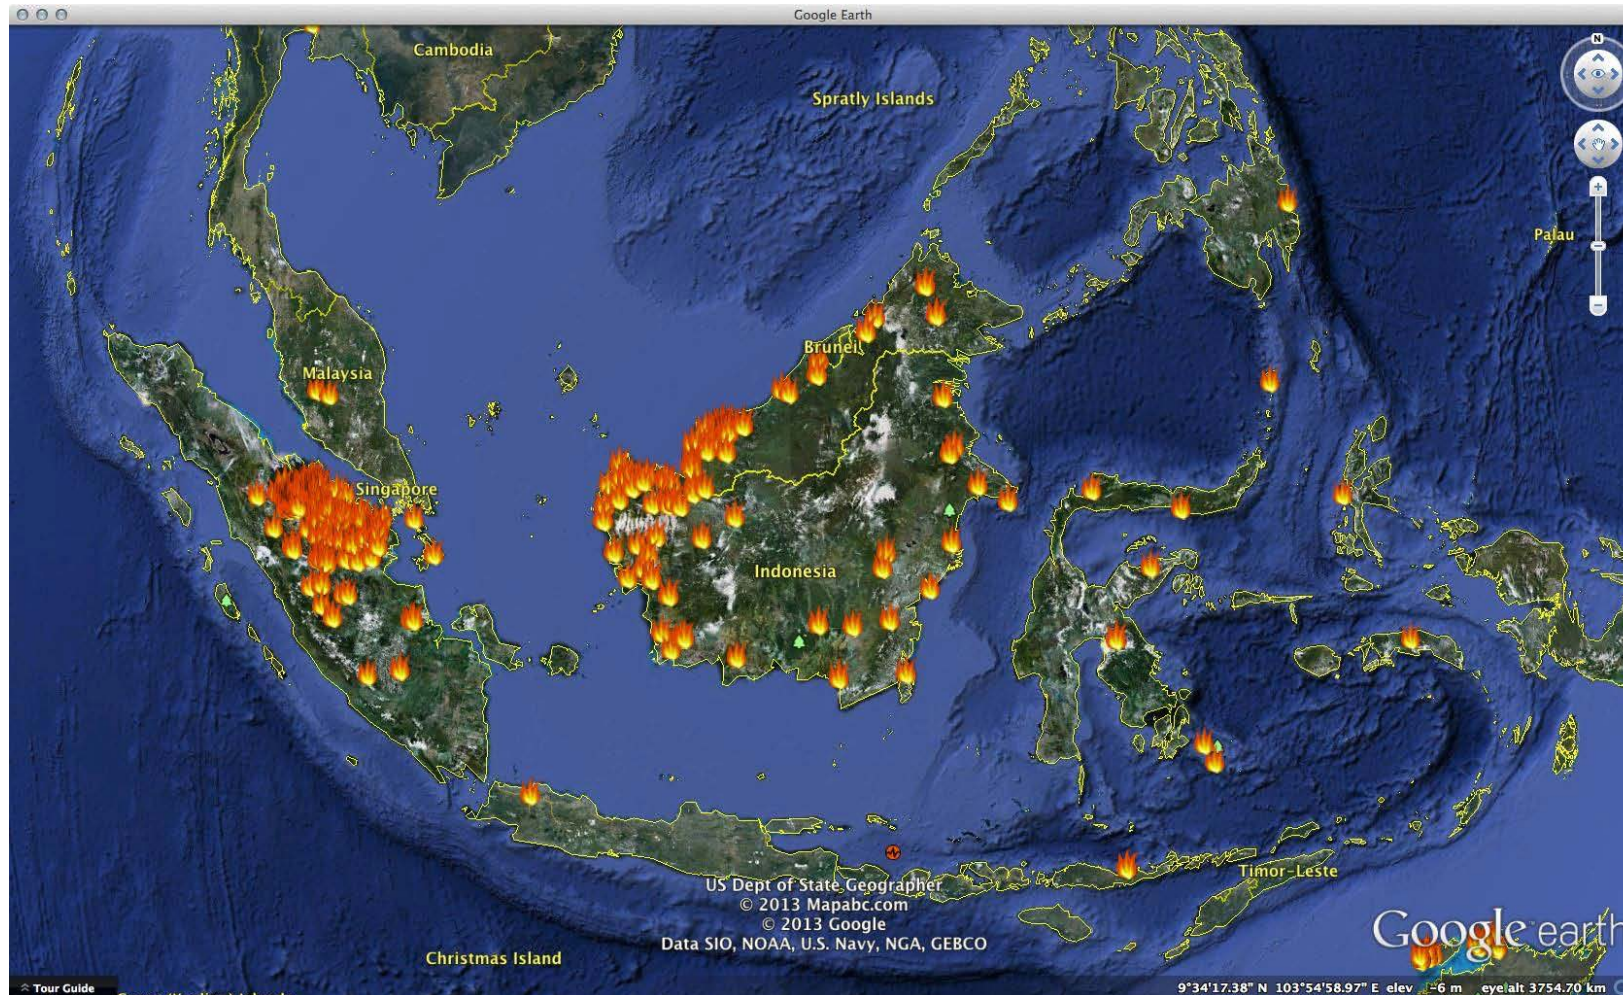 Google Earth
Cambodia
N
Spratly Islands
Palau
Brunei
Malaysia
Singapore
Indonesia
Timor-Leste
US Dept of State Geographer
© 2013 Mapabc.com
© 2013 Google
Data SIO, NOAA, U.S. Navy, NGA, GEBCO
Google earth
Christmas Island
Tour Guide
9°34'17.38" N 103°54'58.97" E elev -6 m eye alt 3754.70 km